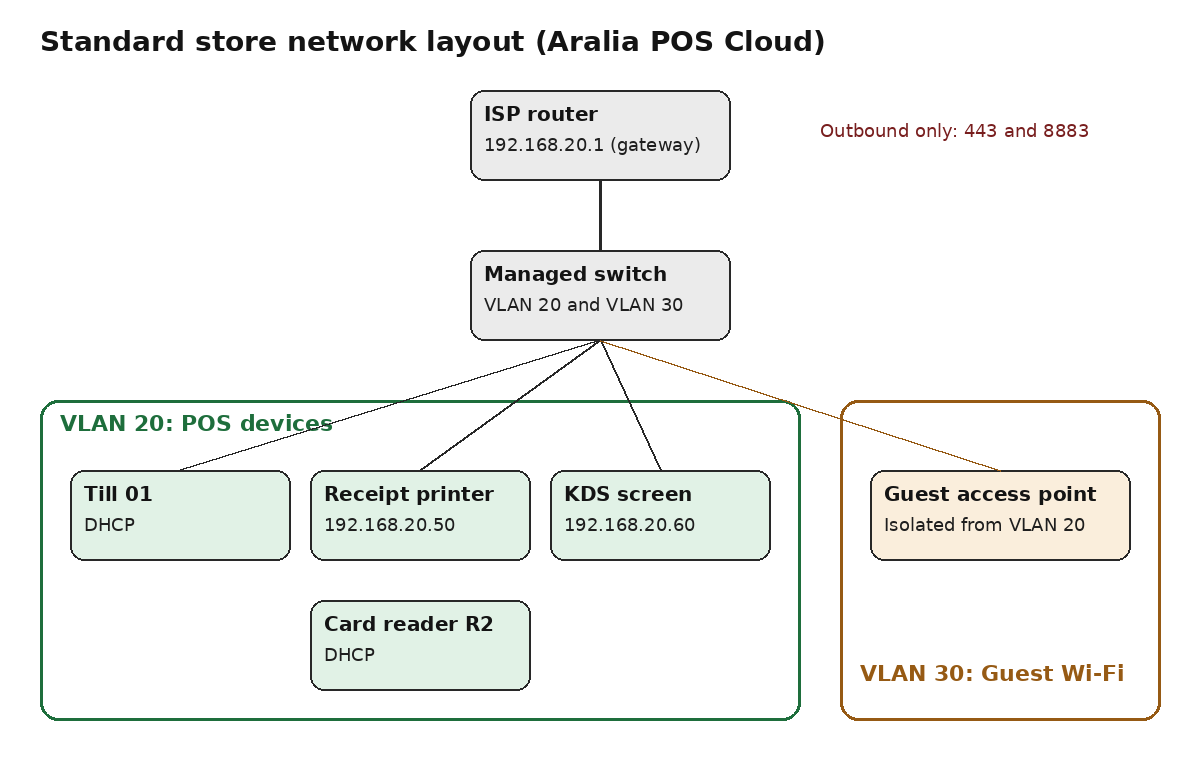 Standard store network layout (Aralia POS Cloud)
ISP router
192.168.20.1 (gateway)
Outbound only: 443 and 8883
Managed switch
VLAN 20 and VLAN 30
VLAN 20: POS devices
Till 01
DHCP
Receipt printer
192.168.20.50
KDS screen
192.168.20.60
Guest access point
Isolated from VLAN 20
Card reader R2
DHCP
VLAN 30: Guest Wi-Fi